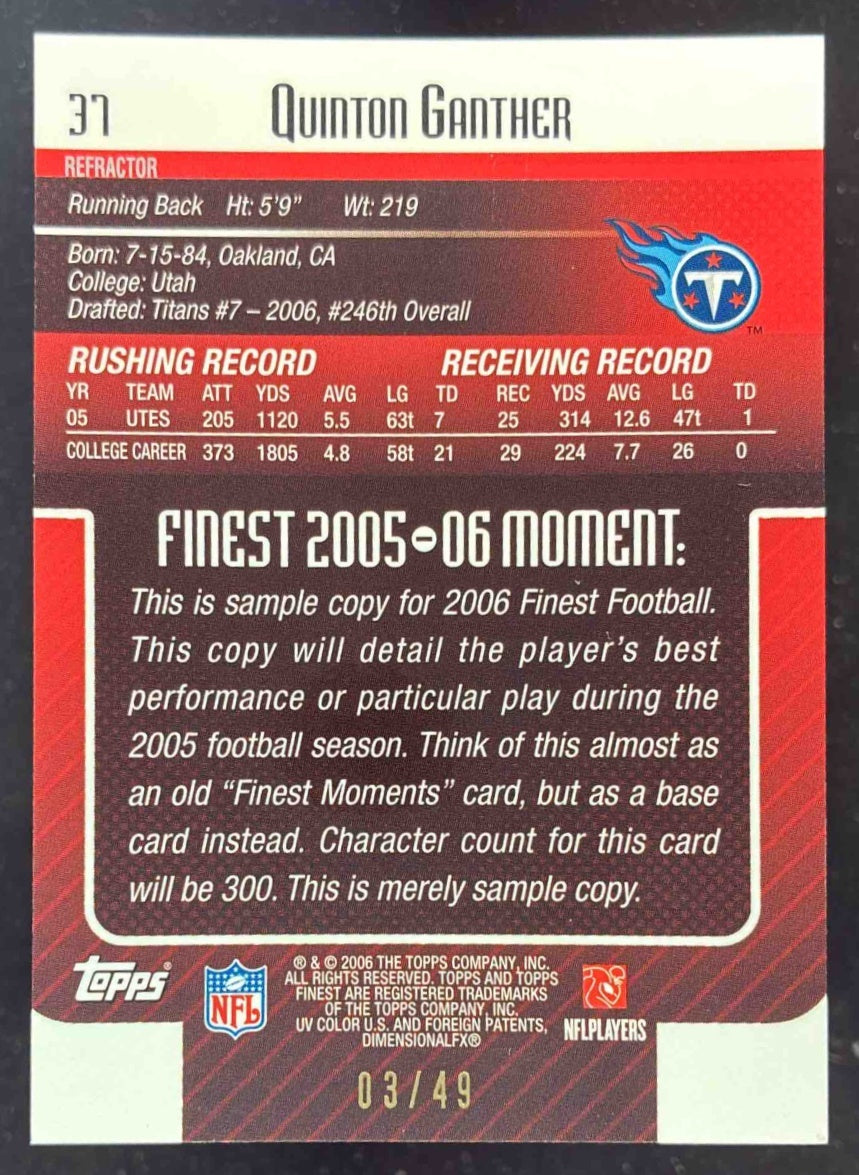 37 Quinton Ganther
REFRACTOR
Running Back Ht: 5'9" Wt: 219
Born: 7-15-84, Oakland, CA
College: Utah
Drafted: Titans #7 – 2006, #246th Overall
T
TM
RUSHING RECORD RECEIVING RECORD
YR TEAM ATT YDS AVG LG TD REC YDS AVG LG TD
05 UTES 205 1120 5.5 63t 7 25 314 12.6 47t 1
COLLEGE CAREER 373 1805 4.8 58t 21 29 224 7.7 26 0
FINEST 2005-06 MOMENT:
This is sample copy for 2006 Finest Football.
This copy will detail the player's best
performance or particular play during the
2005 football season. Think of this almost as
an old "Finest Moments" card, but as a base
card instead. Character count for this card
will be 300. This is merely sample copy.
topps®
NFL
® & © 2006 THE TOPPS COMPANY, INC.
ALL RIGHTS RESERVED. TOPPS AND TOPPS
FINEST ARE REGISTERED TRADEMARKS
OF THE TOPPS COMPANY, INC.
UV COLOR U.S. AND FOREIGN PATENTS,
DIMENSIONALFX®
NFLPLAYERS
03/49